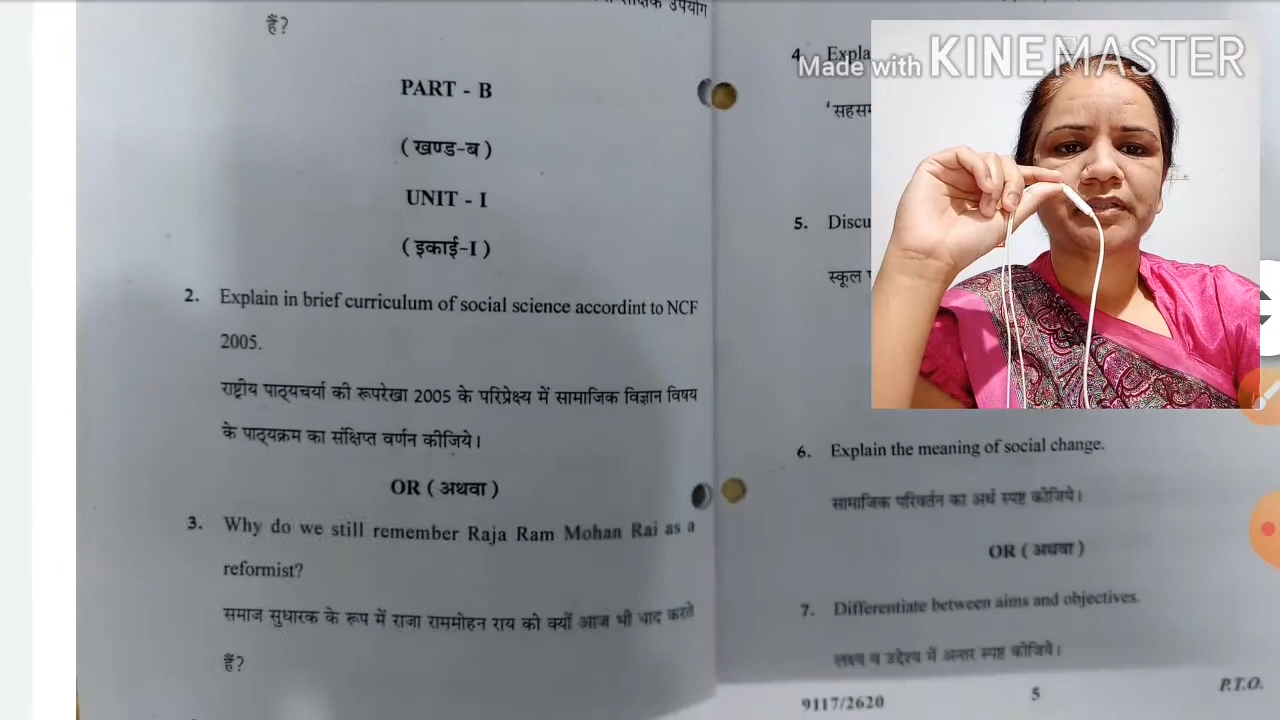 हैं?
PART - B
( खण्ड-ब )
UNIT - I
( इकाई-I )
2. Explain in brief curriculum of social science accordint to NCF
2005.
राष्ट्रीय पाठ्यचर्या की रूपरेखा 2005 के परिप्रेक्ष्य में सामाजिक विज्ञान विषय
के पाठ्यक्रम का संक्षिप्त वर्णन कीजिये।
OR ( अथवा )
3. Why do we still remember Raja Ram Mohan Rai as a
reformist?
समाज सुधारक के रूप में राजा राममोहन राय को क्यों आज भी याद करते
हैं?
4.
Made with KINEMASTER
5.
स्कूल
6. Explain the meaning of social change.
सामाजिक परिवर्तन का अर्थ स्पष्ट कीजिये।
OR ( अथवा )
7. Differentiate between aims and objectives.
लक्ष्य व उद्देश्य में अन्तर स्पष्ट कीजिये।
9117/2620 5 P.T.O.